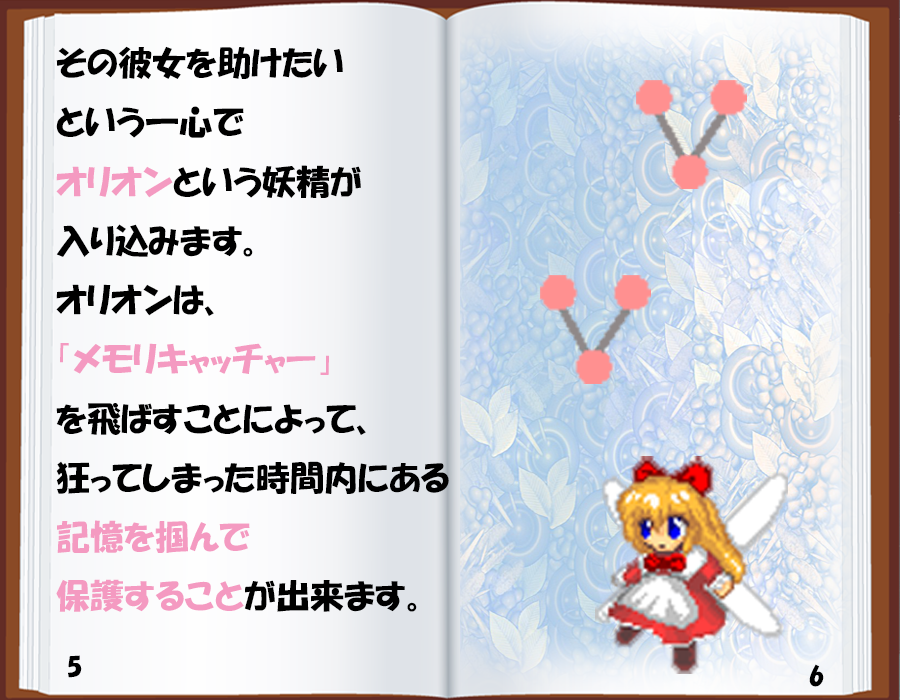 その彼女を助けたい
という一心で
オリオンという妖精が
入り込みます。
オリオンは、
「メモリキャッチャー」
を飛ばすことによって、
狂ってしまった時間内にある
記憶を掴んで
保護することが出来ます。
5
6